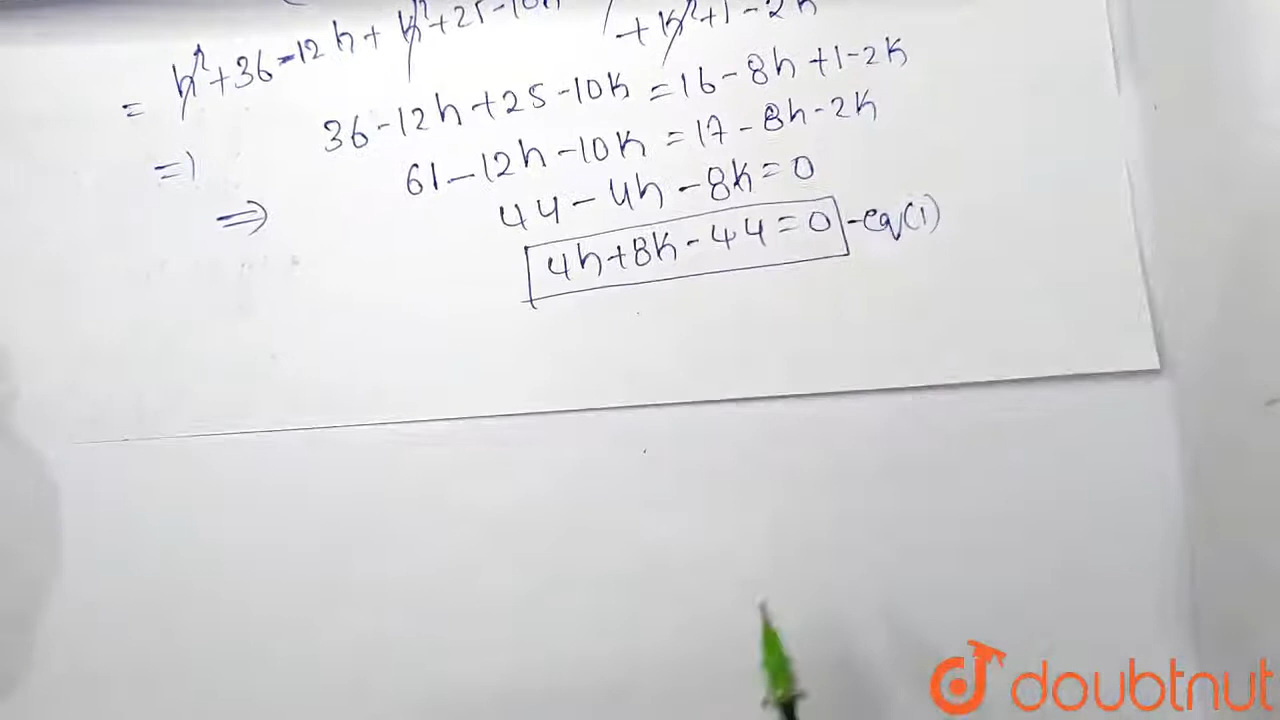 = h²+36-12h+k²+25-10k +k²+1-2k
=) 36-12h+25-10k=16-8h+1-2k
⇒ 61-12h-10k=17-8h-2k
44-4h-8k=0
4h+8k-44=0 -eq(1)
doubtnut